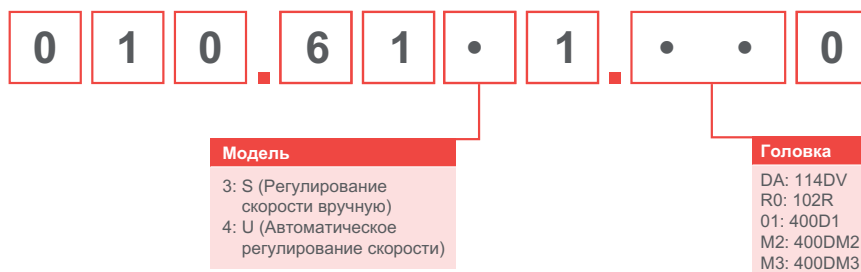 0 1 0 . 6 1 • 1 . • • 0
Модель
3: S (Регулирование
скорости вручную)
4: U (Автоматическое
регулирование скорости)
Головка
DA: 114DV
R0: 102R
01: 400D1
M2: 400DM2
M3: 400DM3